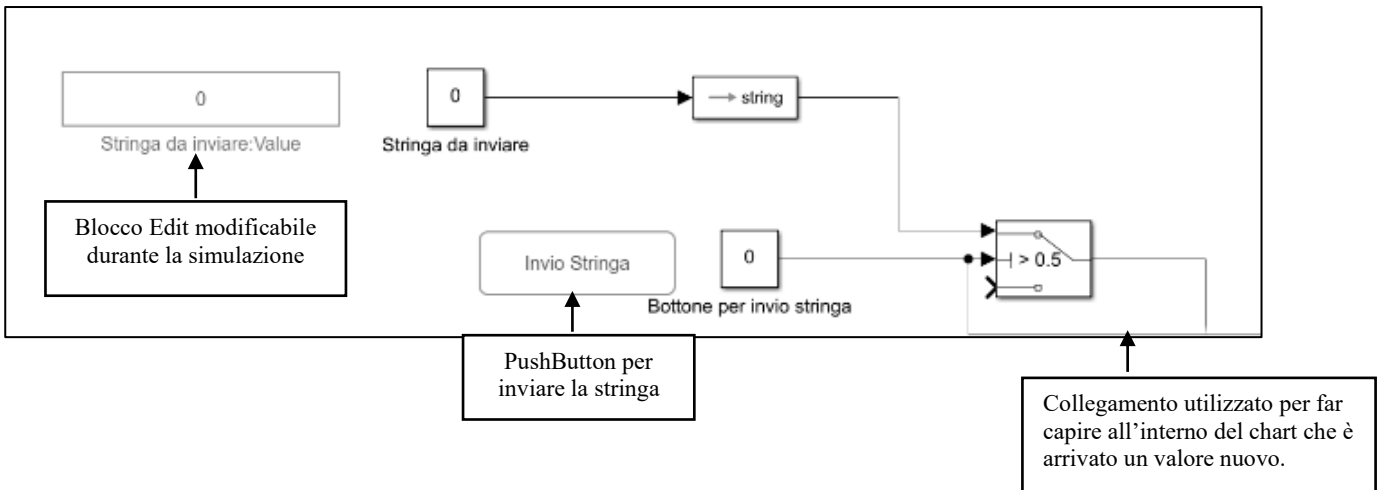 0
0
string
Stringa da inviare:Value
Stringa da inviare
Blocco Edit modificabile
durante la simulazione
Invio Stringa
0
> 0.5
Bottone per invio stringa
PushButton per
inviare la stringa
Collegamento utilizzato per far
capire all’interno del chart che è
arrivato un valore nuovo.